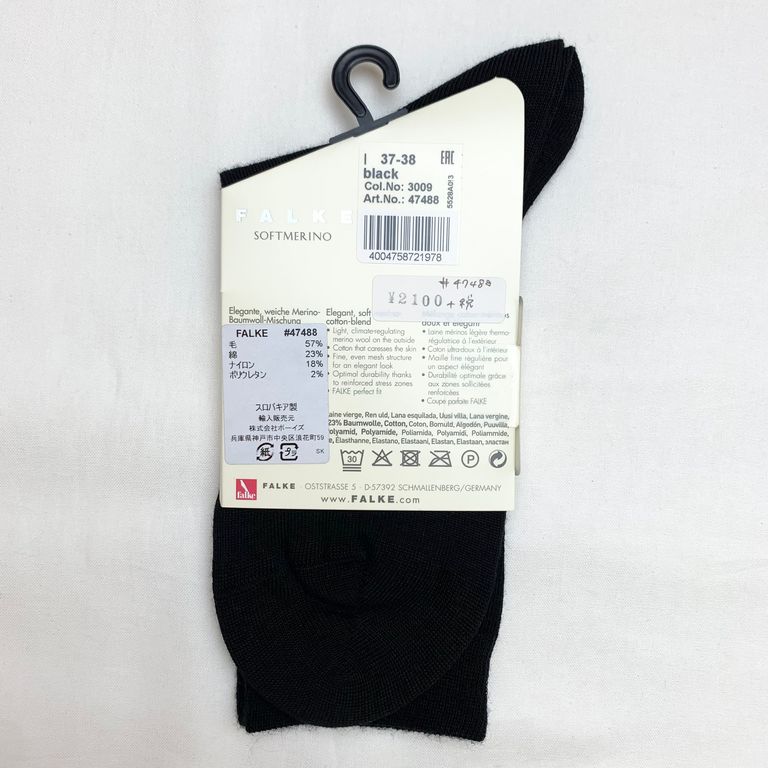 I 37-38
EAC
black
Col.No: 3009
Art.No.: 47488
5528A0/3
4004758721978
FALKE
SOFTMERINO
#47488
¥2100 +税
Elegante, weiche Merino-
Baumwoll-Mischung
Elegant, soft
cotton-blend
• Light, climate-regulating
merino wool on the outside
• Cotton that caresses the skin
• Fine, even mesh structure
for an elegant look
• Optimal durability thanks
to reinforced stress zones
• FALKE perfect fit
doux et élégant
• Laine mérinos légère thermo-
régulatrice à l'extérieur
• Coton ultra-doux à l'intérieur
• Maille fine régulière pour
un aspect élégant
• Durabilité optimale grâce
aux zones sollicitées
renforcées
• Coupe parfaite FALKE
FALKE #47488
毛 57%
綿 23%
ナイロン 18%
ポリウレタン 2%
スロバキア製
輸入販売元
株式会社ボーイズ
兵庫県神戸市中央区浪花町59
紙 SK
Laine vierge, Ren uld, Lana esquilada, Uusi villa, Lana vergine,
23% Baumwolle, Cotton, Coton, Bomuld, Algodón, Puuvilla,
Polyamid, Polyamide, Poliamida, Polyamidi, Poliammide,
Élasthanne, Elastano, Elastaani, Elastan, эластан
30 P
falke
FALKE · OSTSTRASSE 5 · D-57392 SCHMALLENBERG/GERMANY
www.FALKE.com